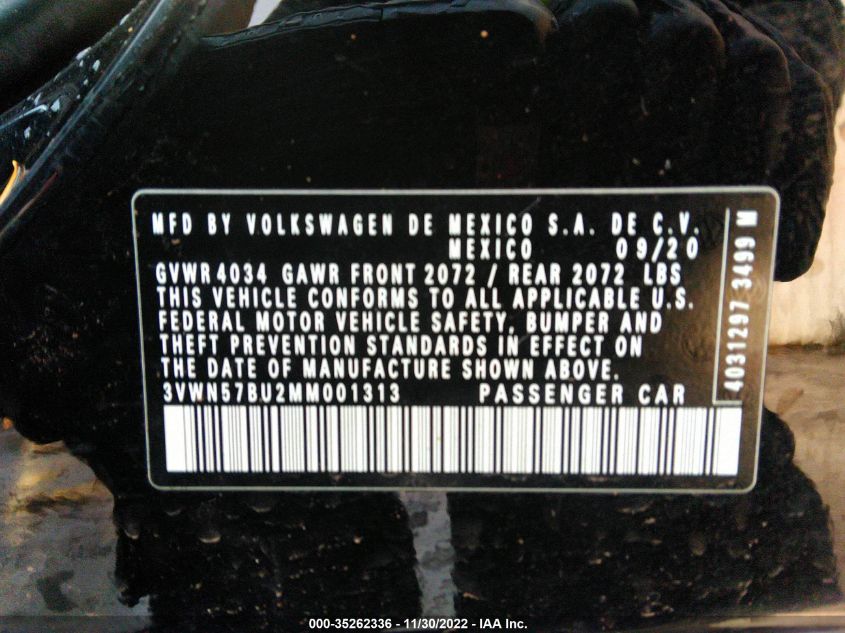 MFD BY VOLKSWAGEN DE MEXICO S.A. DE C.V.
MEXICO 09/20
GVWR 4034 GAWR FRONT 2072 / REAR 2072 LBS
THIS VEHICLE CONFORMS TO ALL APPLICABLE U.S.
FEDERAL MOTOR VEHICLE SAFETY, BUMPER AND
THEFT PREVENTION STANDARDS IN EFFECT ON
THE DATE OF MANUFACTURE SHOWN ABOVE.
3VWN57BU2MM001313 PASSENGER CAR
4031297 3499 M
000-35262336 - 11/30/2022 - IAA Inc.